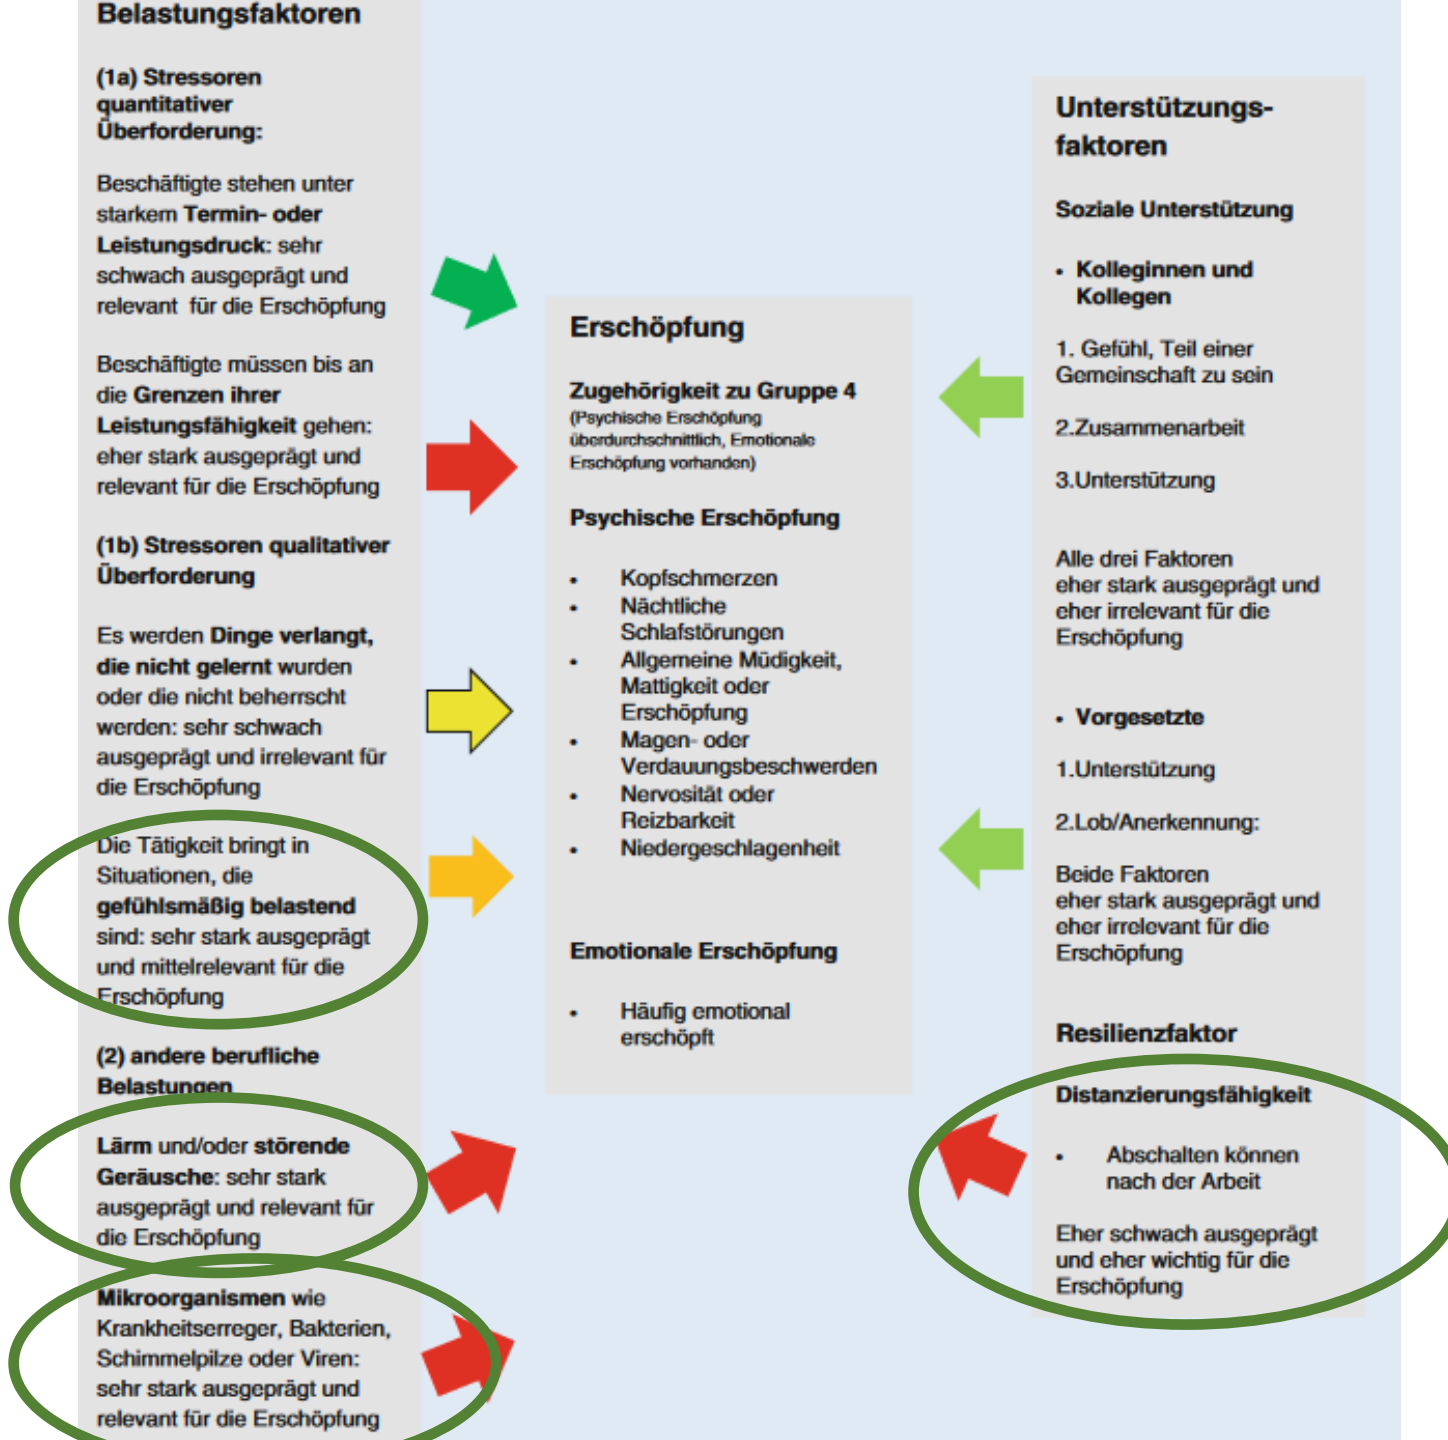 Belastungsfaktoren
(1a) Stressoren
quantitativer
Überforderung:
Beschäftigte stehen unter
starkem Termin- oder
Leistungsdruck: sehr
schwach ausgeprägt und
relevant für die Erschöpfung
Beschäftigte müssen bis an
die Grenzen ihrer
Leistungsfähigkeit gehen:
eher stark ausgeprägt und
relevant für die Erschöpfung
(1b) Stressoren qualitativer
Überforderung
Es werden Dinge verlangt,
die nicht gelernt wurden
oder die nicht beherrscht
werden: sehr schwach
ausgeprägt und irrelevant für
die Erschöpfung
Die Tätigkeit bringt in
Situationen, die
gefühlsmäßig belastend
sind: sehr stark ausgeprägt
und mittelrelevant für die
Erschöpfung
(2) andere berufliche
Belastungen
Lärm und/oder störende
Geräusche: sehr stark
ausgeprägt und relevant für
die Erschöpfung
Mikroorganismen wie
Krankheitserreger, Bakterien,
Schimmelpilze oder Viren:
sehr stark ausgeprägt und
relevant für die Erschöpfung
Erschöpfung
Zugehörigkeit zu Gruppe 4
(Psychische Erschöpfung
überdurchschnittlich, Emotionale
Erschöpfung vorhanden)
Psychische Erschöpfung
• Kopfschmerzen
• Nächtliche
Schlafstörungen
• Allgemeine Müdigkeit,
Mattigkeit oder
Erschöpfung
• Magen- oder
Verdauungsbeschwerden
• Nervosität oder
Reizbarkeit
• Niedergeschlagenheit
Emotionale Erschöpfung
• Häufig emotional
erschöpft
Unterstützungs-
faktoren
Soziale Unterstützung
• Kolleginnen und
Kollegen
1. Gefühl, Teil einer
Gemeinschaft zu sein
2.Zusammenarbeit
3.Unterstützung
Alle drei Faktoren
eher stark ausgeprägt und
eher irrelevant für die
Erschöpfung
• Vorgesetzte
1.Unterstützung
2.Lob/Anerkennung:
Beide Faktoren
eher stark ausgeprägt und
eher irrelevant für die
Erschöpfung
Resilienzfaktor
Distanzierungsfähigkeit
• Abschalten können
nach der Arbeit
Eher schwach ausgeprägt
und eher wichtig für die
Erschöpfung